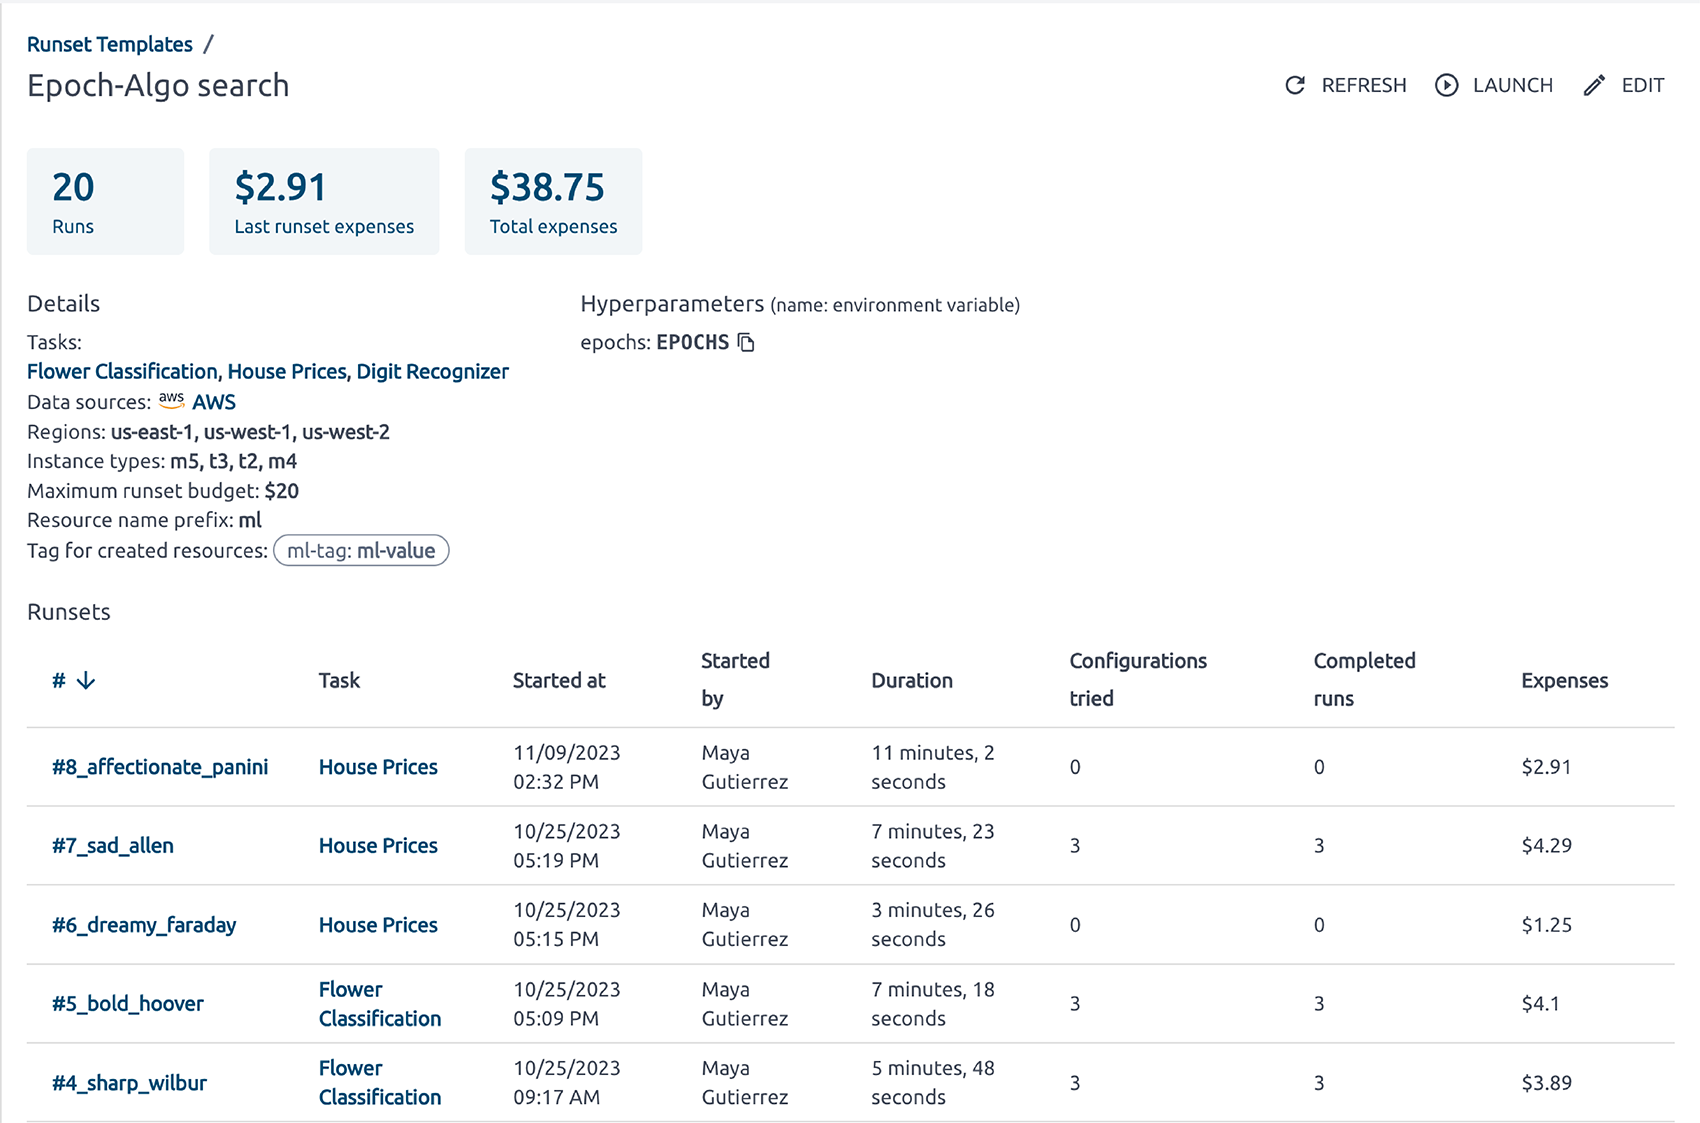 Runset Templates /
Epoch-Algo search
REFRESH LAUNCH EDIT
20 $2.91 $38.75
Runs Last runset expenses Total expenses
Details Hyperparameters (name: environment variable)
Tasks: epochs: EPOCHS
Flower Classification, House Prices, Digit Recognizer
Data sources: aws AWS
Regions: us-east-1, us-west-1, us-west-2
Instance types: m5, t3, t2, m4
Maximum runset budget: $20
Resource name prefix: ml
Tag for created resources: ml-tag: ml-value
Runsets
# Task Started at Started by Duration Configurations tried Completed runs Expenses
#8_affectionate_panini House Prices 11/09/2023 02:32 PM Maya Gutierrez 11 minutes, 2 seconds 0 0 $2.91
#7_sad_allen House Prices 10/25/2023 05:19 PM Maya Gutierrez 7 minutes, 23 seconds 3 3 $4.29
#6_dreamy_faraday House Prices 10/25/2023 05:15 PM Maya Gutierrez 3 minutes, 26 seconds 0 0 $1.25
#5_bold_hoover Flower Classification 10/25/2023 05:09 PM Maya Gutierrez 7 minutes, 18 seconds 3 3 $4.1
#4_sharp_wilbur Flower Classification 10/25/2023 09:17 AM Maya Gutierrez 5 minutes, 48 seconds 3 3 $3.89